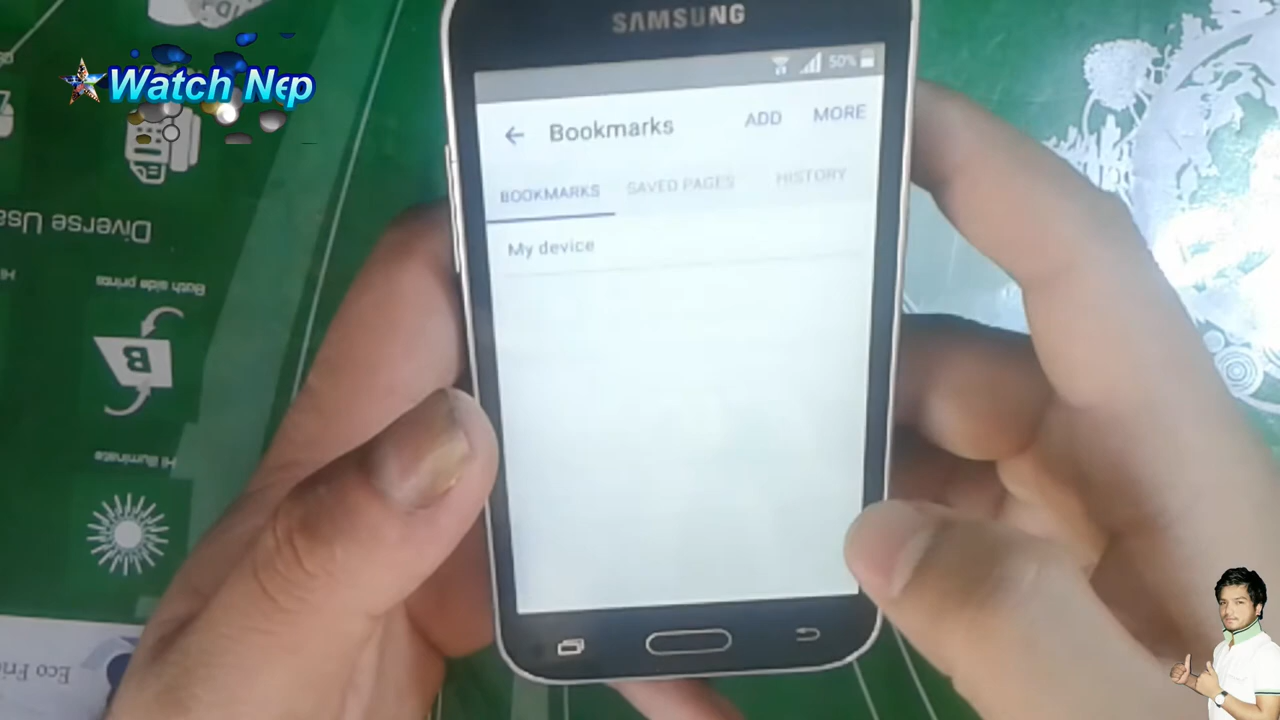 Watch Nep
SAMSUNG
50%
Bookmarks
ADD
MORE
BOOKMARKS
SAVED PAGES
HISTORY
My device
Diverse Usa
Both side prints
B
Hi illuminate
Eco Frie